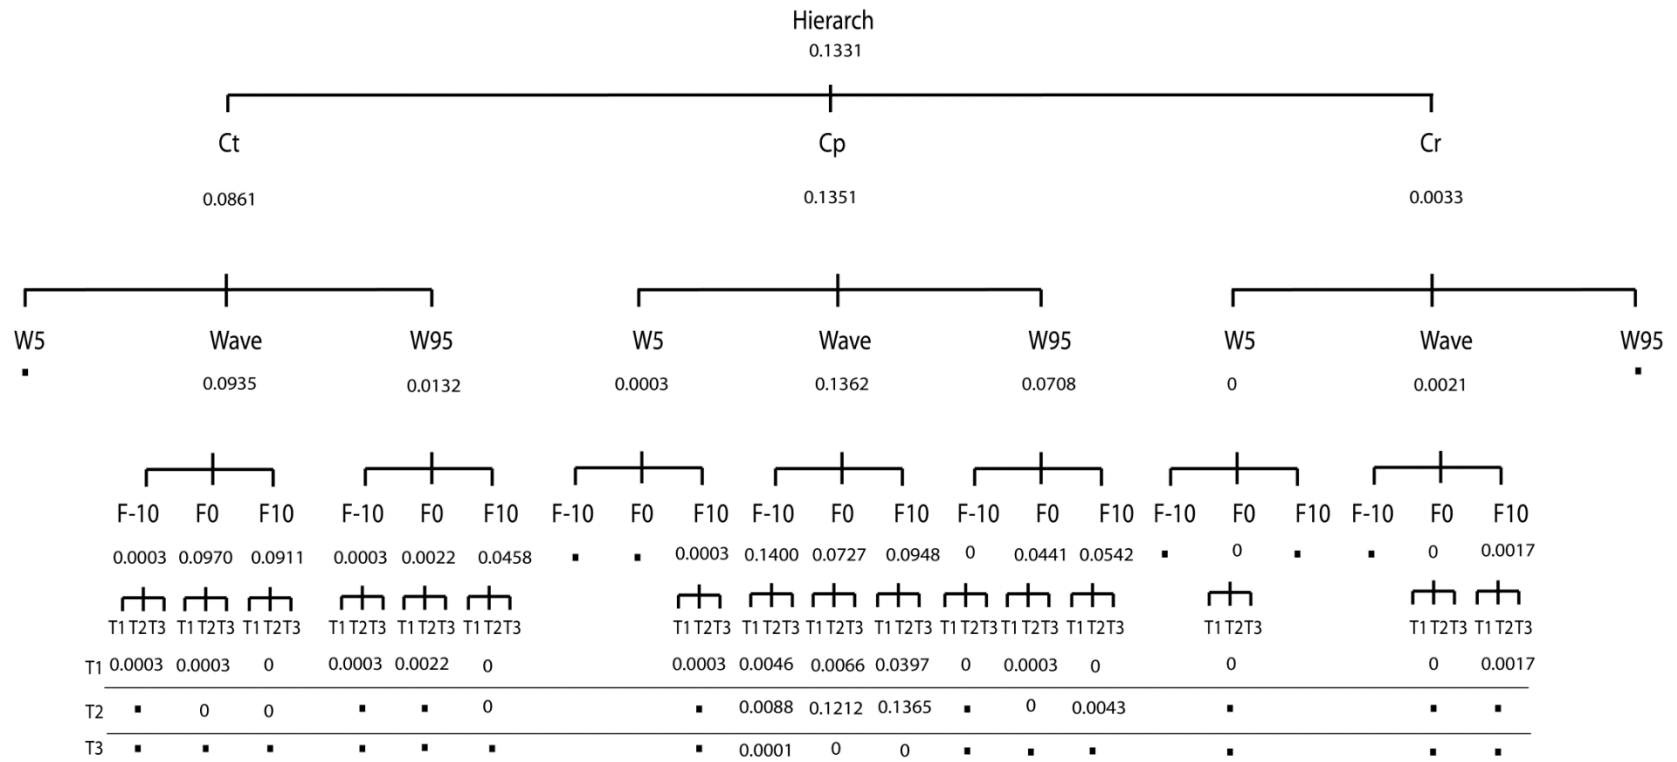 Hierarch
0.1331
Ct Cp Cr
0.0861 0.1351 0.0033
W5 Wave W95 W5 Wave W95 W5 Wave W95
0.0935 0.0132 0.0003 0.1362 0.0708 0 0.0021
F-10 F0 F10 F-10 F0 F10 F-10 F0 F10 F-10 F0 F10 F-10 F0 F10 F-10 F0 F10 F-10 F0 F10
0.0003 0.0970 0.0911 0.0003 0.0022 0.0458 0.0003 0.1400 0.0727 0.0948 0 0.0441 0.0542 0 0 0.0017
T1 T2T3 T1 T2T3 T1 T2T3 T1 T2T3 T1 T2T3 T1 T2T3 T1 T2T3 T1 T2T3 T1 T2T3 T1 T2T3 T1 T2T3 T1 T2T3 T1 T2T3 T1 T2T3 T1 T2T3 T1 T2T3
T1 0.0003 0.0003 0 0.0003 0.0022 0 0.0003 0.0046 0.0066 0.0397 0 0.0003 0 0 0 0.0017
T2 0 0 0 0.0088 0.1212 0.1365 0 0.0043
T3 0.0001 0 0